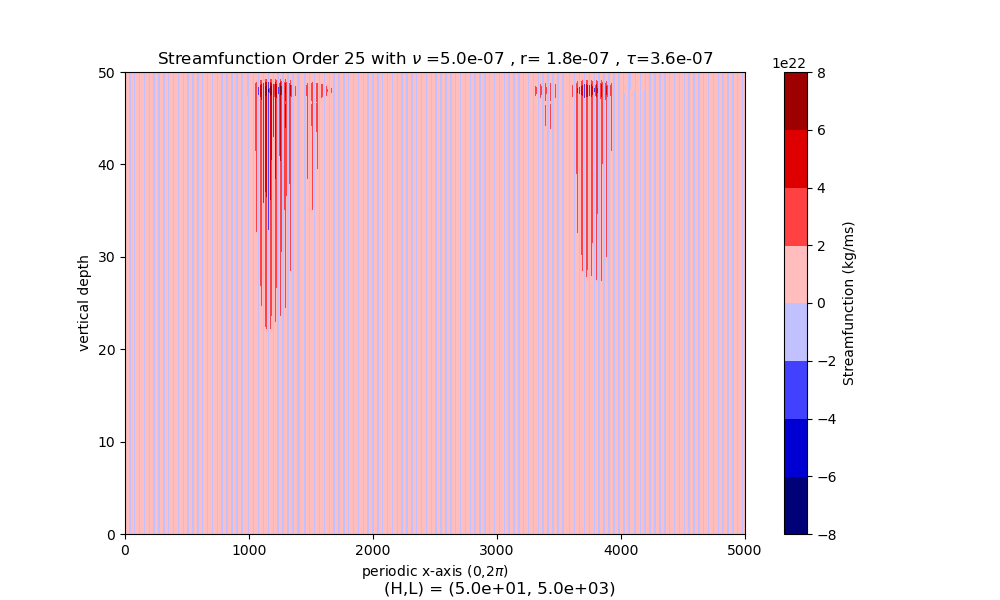 Streamfunction Order 25 with ν =5.0e-07 , r= 1.8e-07 , τ=3.6e-07
1e22
50
40
30
20
10
0
vertical depth
0 1000 2000 3000 4000 5000
periodic x-axis (0,2π)
(H,L) = (5.0e+01, 5.0e+03)
8
6
4
2
0
−2
−4
−6
−8
Streamfunction (kg/ms)